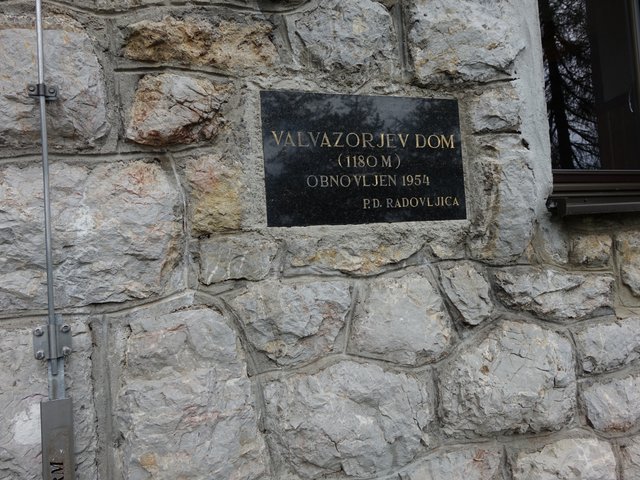 VALVAZORJEV DOM
(1180 M)
OBNOVLJEN 1954
P.D. RADOVLJICA